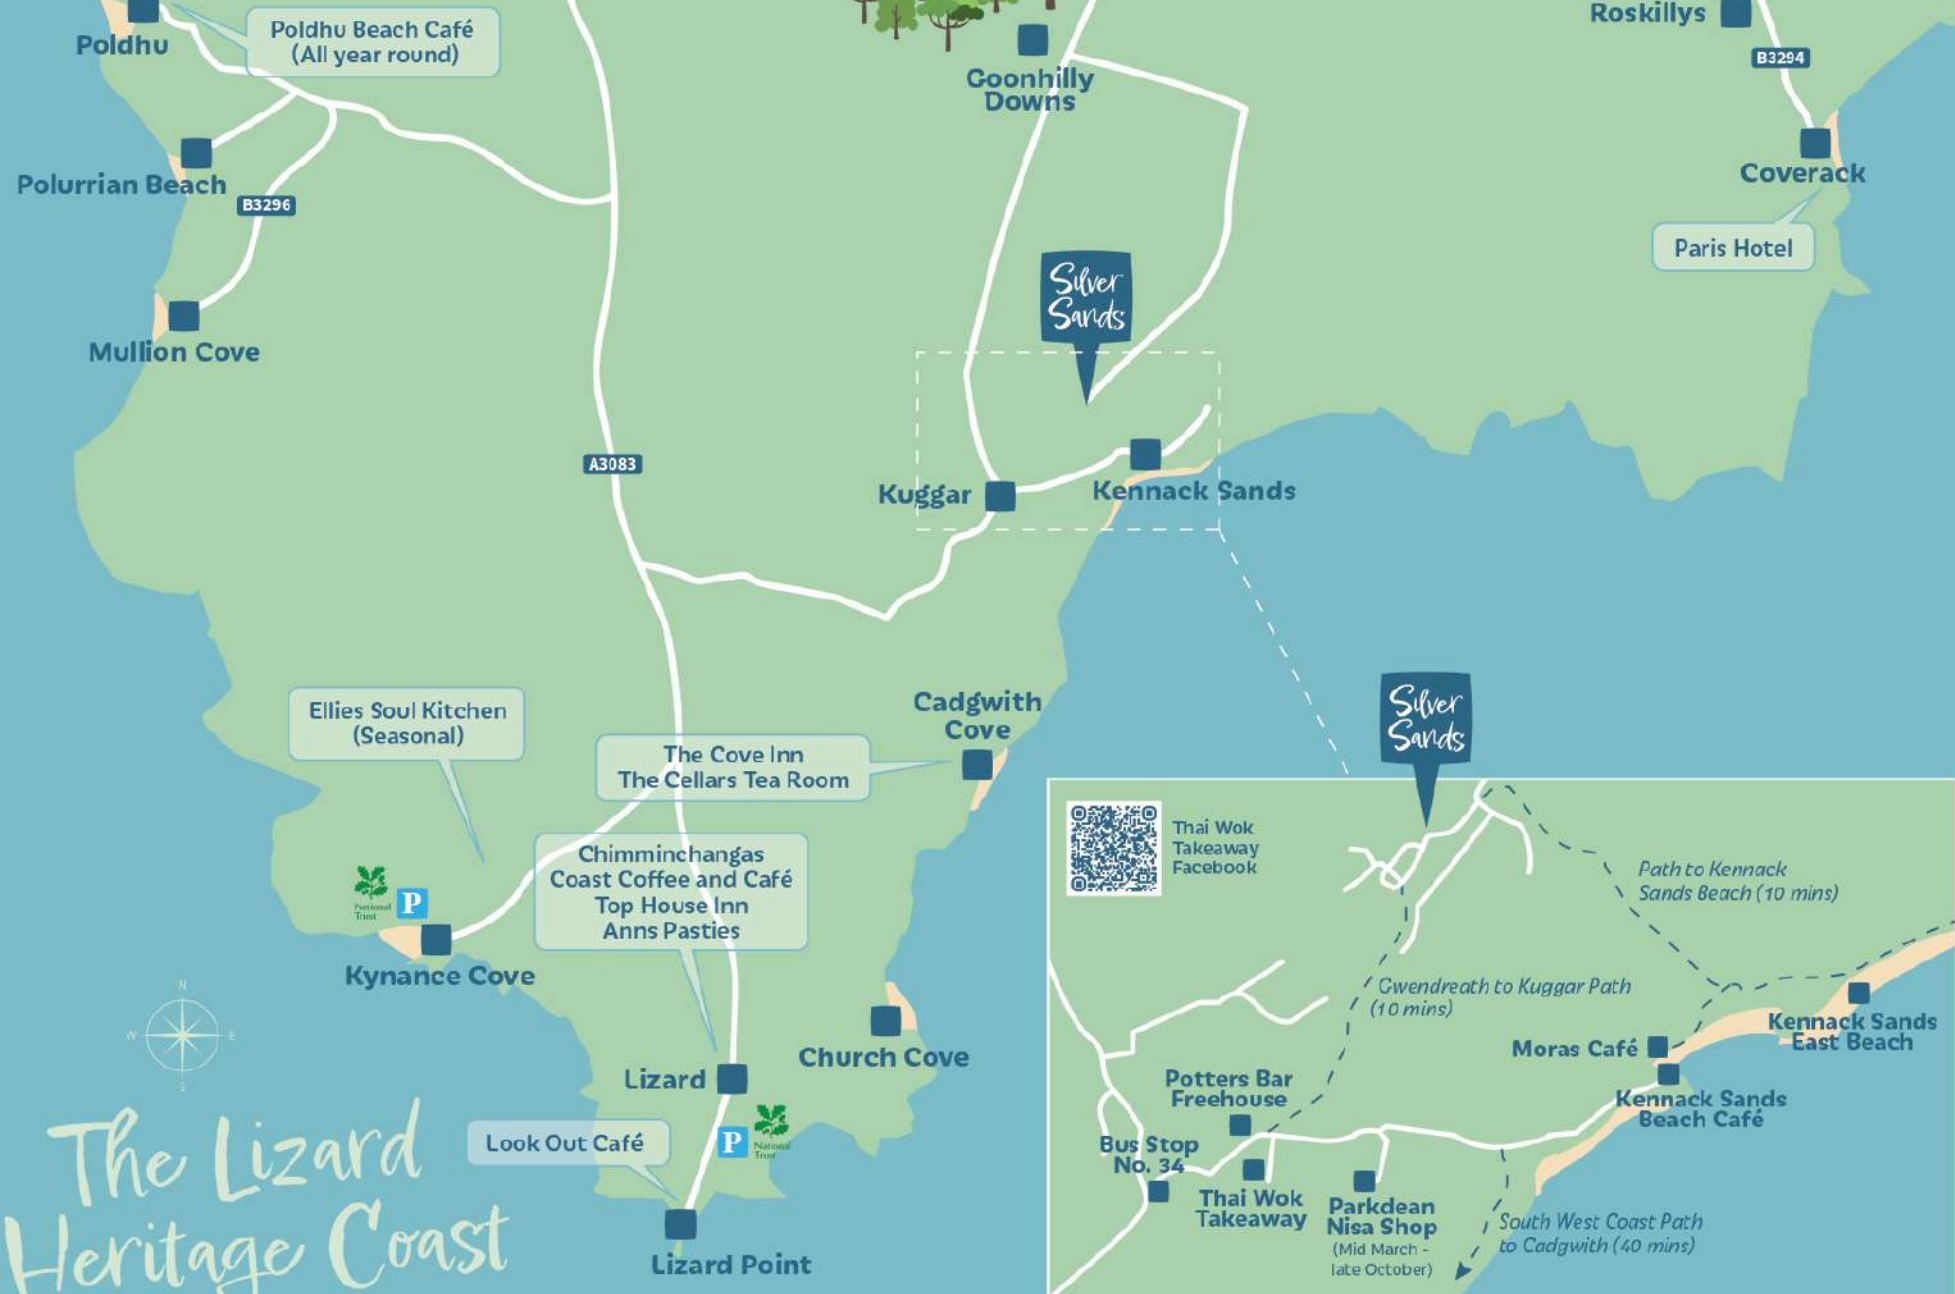 Poldhu
Poldhu Beach Café
(All year round)
Goonhilly
Downs
Roskillys
B3294
Coverack
Paris Hotel
Polurrian Beach
B3296
Mullion Cove
Silver
Sands
A3083
Kuggar
Kennack Sands
Ellies Soul Kitchen
(Seasonal)
Cadgwith
Cove
The Cove Inn
The Cellars Tea Room
Chimminchangas
Coast Coffee and Café
Top House Inn
Anns Pasties
National
Trust
P
Kynance Cove
Church Cove
Lizard
P
National
Trust
Look Out Café
Lizard Point
N
W
E
S
The Lizard
Heritage Coast
Silver
Sands
Thai Wok
Takeaway
Facebook
Path to Kennack
Sands Beach (10 mins)
Gwendreath to Kuggar Path
(10 mins)
Kennack Sands
East Beach
Moras Café
Kennack Sands
Beach Café
Potters Bar
Freehouse
Bus Stop
No. 34
Thai Wok
Takeaway
Parkdean
Nisa Shop
(Mid March -
late October)
South West Coast Path
to Cadgwith (40 mins)